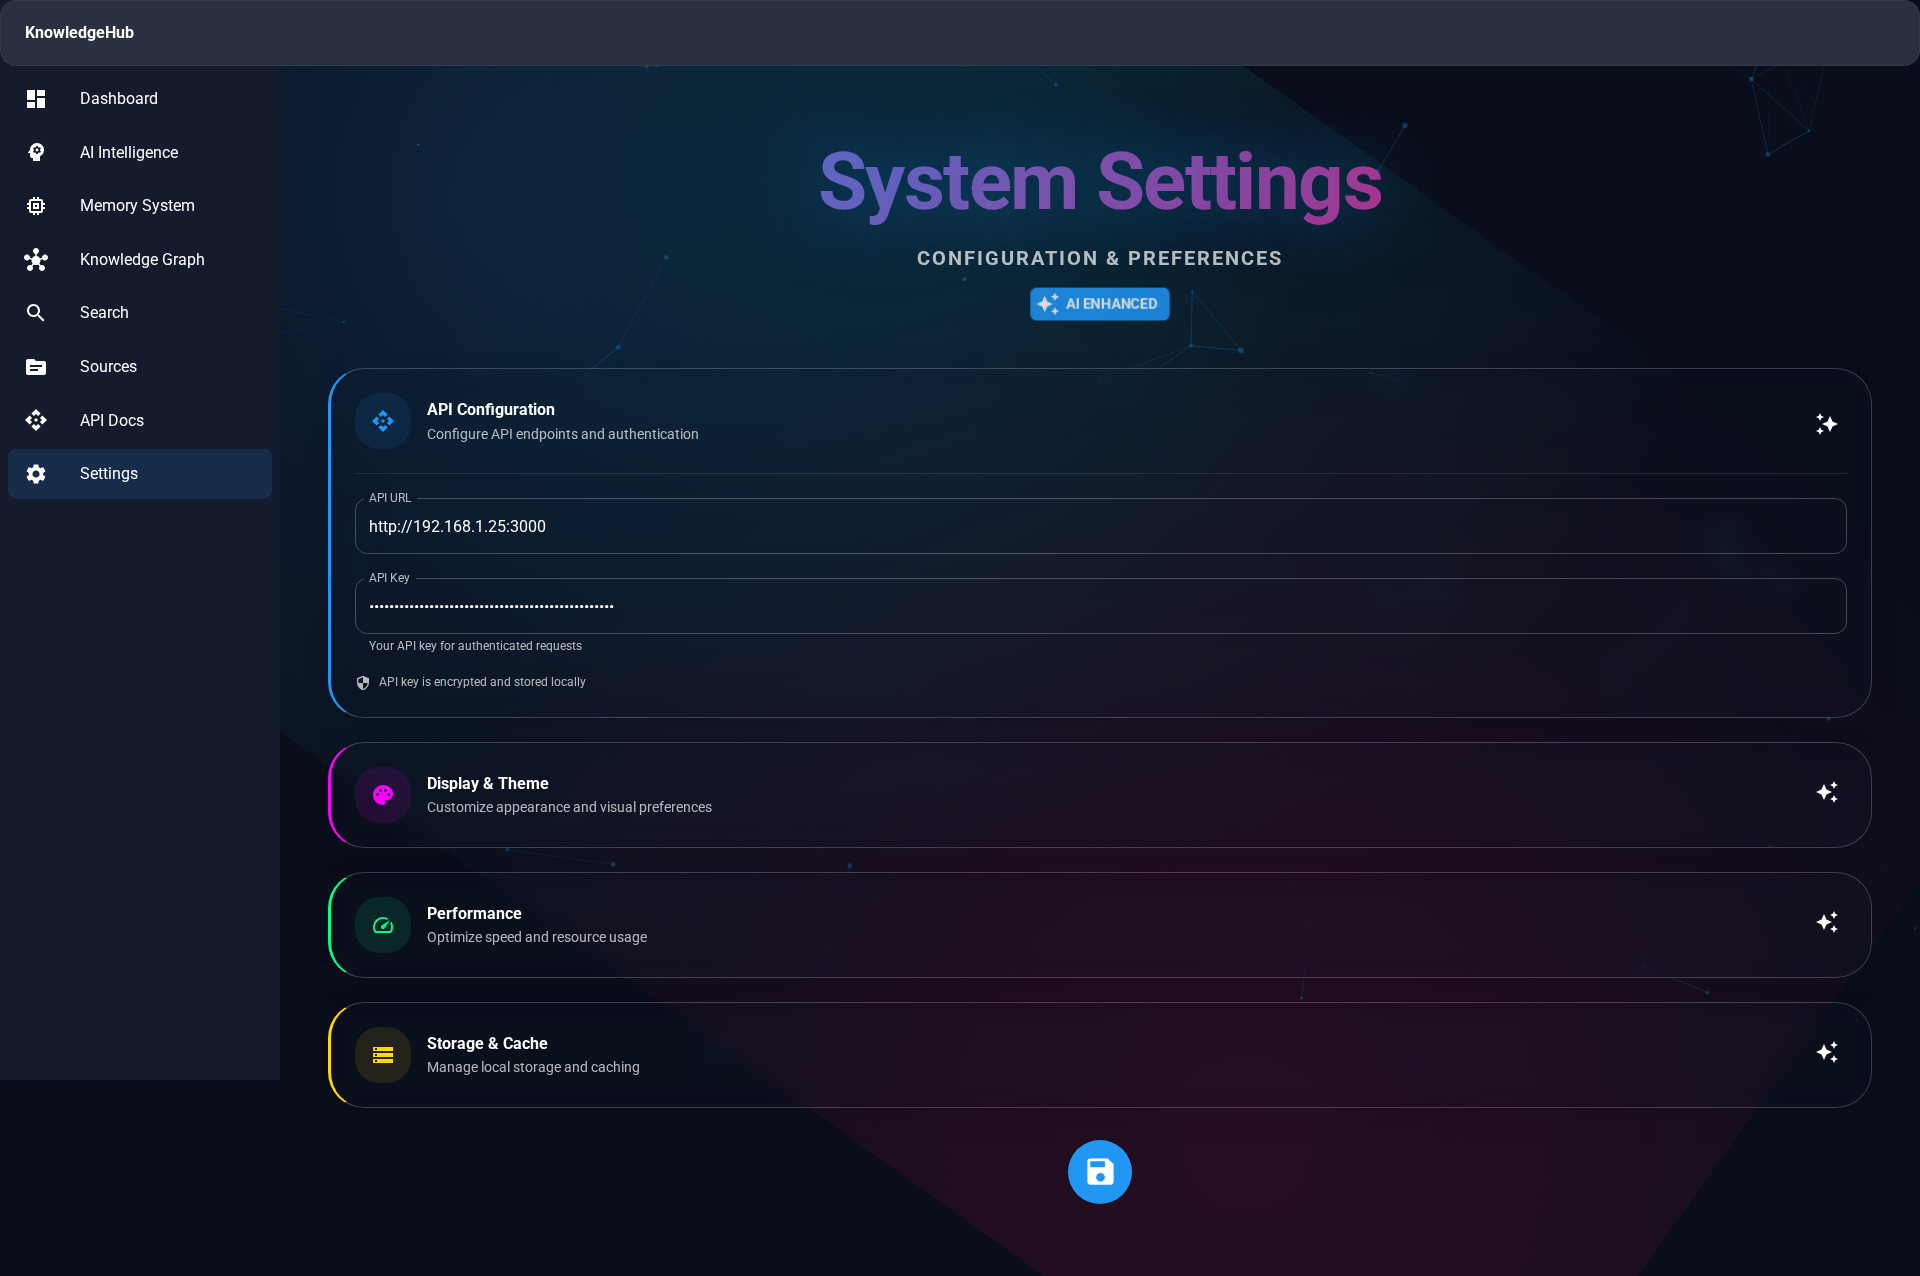 KnowledgeHub
Dashboard
AI Intelligence
Memory System
Knowledge Graph
Search
Sources
API Docs
Settings
System Settings
CONFIGURATION & PREFERENCES
AI ENHANCED
API Configuration
Configure API endpoints and authentication
API URL
http://192.168.1.25:3000
API Key
•••••••••••••••••••••••••••••••••••••••••••••••••
Your API key for authenticated requests
API key is encrypted and stored locally
Display & Theme
Customize appearance and visual preferences
Performance
Optimize speed and resource usage
Storage & Cache
Manage local storage and caching